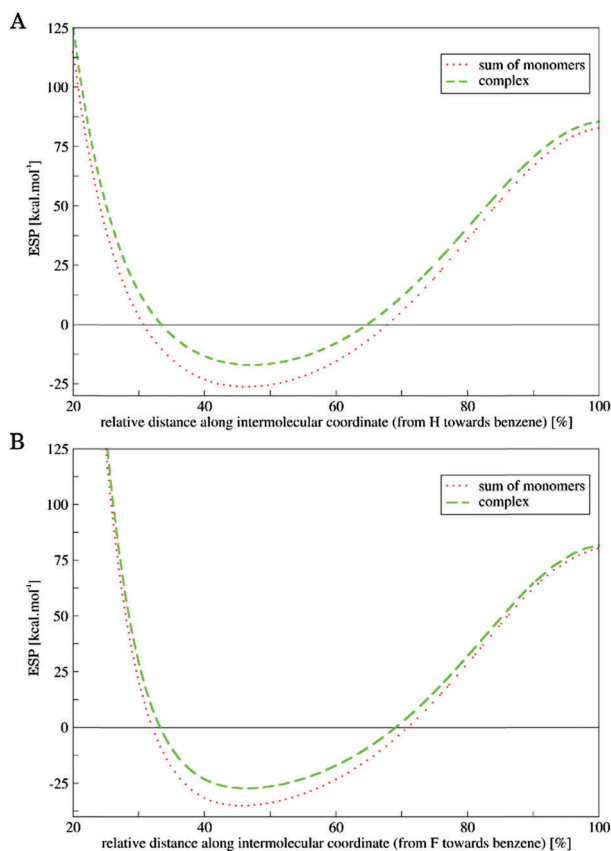 A
125
100
75
50
25
0
-25
ESP [kcal.mol⁻¹]
sum of monomers
complex
20 40 60 80 100
relative distance along intermolecular coordinate (from H towards benzene) [%]
B
125
100
75
50
25
0
-25
ESP [kcal.mol⁻¹]
sum of monomers
complex
20 40 60 80 100
relative distance along intermolecular coordinate (from F towards benzene) [%]